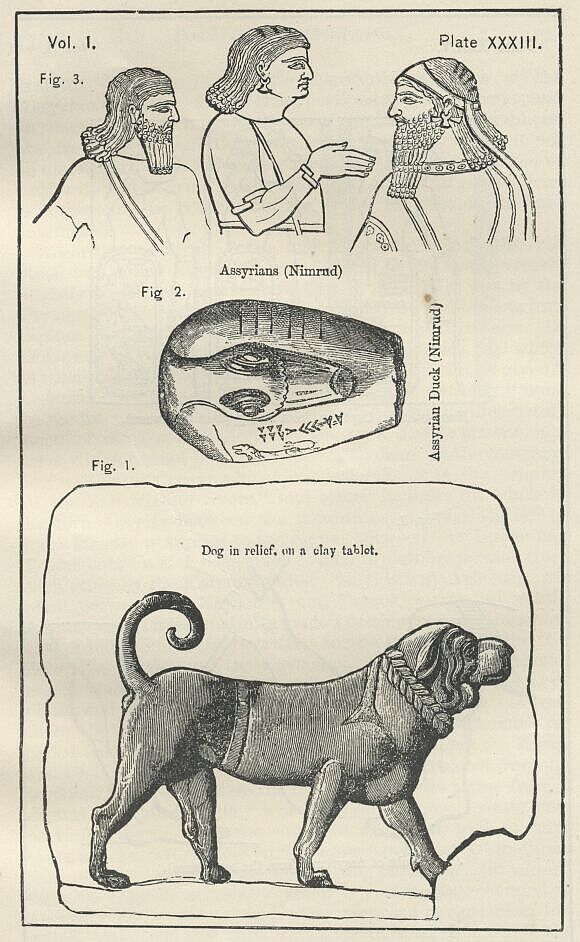 Vol. I.
Plate XXXIII.
Fig. 3.
Assyrians (Nimrud)
Fig 2.
Assyrian Duck (Nimrud)
Fig. 1.
Dog in relief, on a clay tablet.